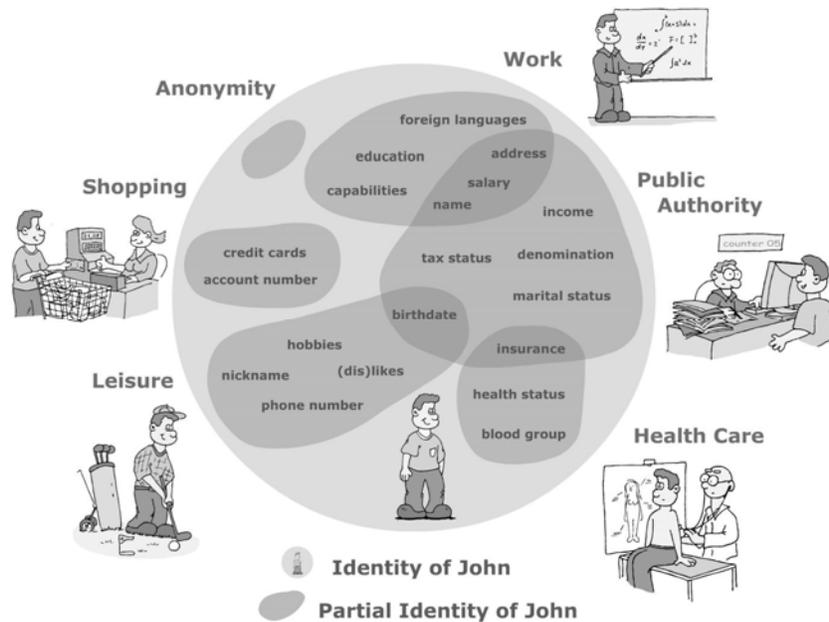 Work
Anonymity
foreign languages
education
address
capabilities
salary
name
Shopping
Public
Authority
income
counter 05
credit cards
account number
tax status
denomination
marital status
birthdate
insurance
hobbies
nickname
(dis)likes
phone number
Leisure
health status
blood group
Health Care
Identity of John
Partial Identity of John